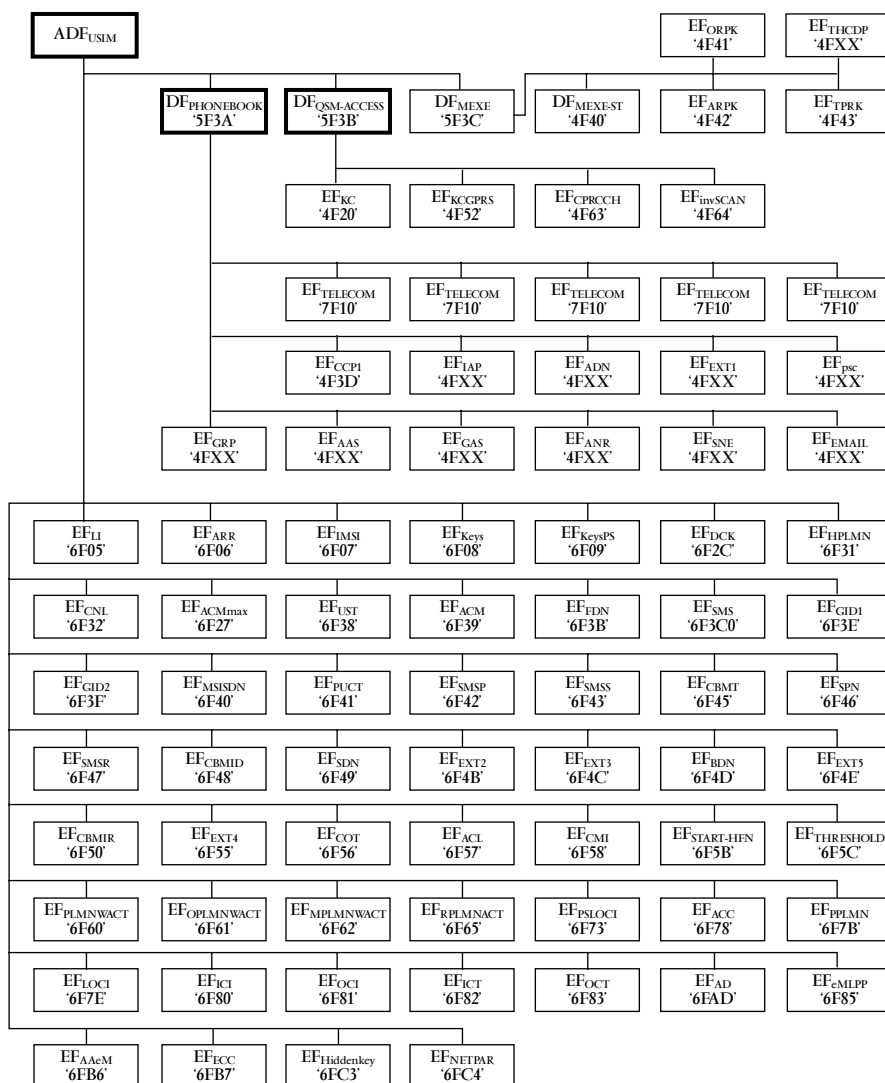 ADF_USIM
EF_ORPK EF_THCDP
‘4F41’ ‘4FXX’
DF_PHONEBOOK DF_QSM-ACCESS DF_MEXE DF_MEXE-ST EF_ARPK EF_TPRK
‘5F3A’ ‘5F3B’ ‘5F3C’ ‘4F40’ ‘4F42’ ‘4F43’
EF_KC EF_KCGPRS EF_CPRCCH EF_invSCAN
‘4F20’ ‘4F52’ ‘4F63’ ‘4F64’
EF_TELECOM EF_TELECOM EF_TELECOM EF_TELECOM EF_TELECOM
‘7F10’ ‘7F10’ ‘7F10’ ‘7F10’ ‘7F10’
EF_CCP1 EF_IAP EF_ADN EF_EXT1 EF_psc
‘4F3D’ ‘4FXX’ ‘4FXX’ ‘4FXX’ ‘4FXX’
EF_GRP EF_AAS EF_GAS EF_ANR EF_SNE EF_EMAIL
‘4FXX’ ‘4FXX’ ‘4FXX’ ‘4FXX’ ‘4FXX’ ‘4FXX’
EF_LI EF_ARR EF_IMSI EF_Keys EF_KeysPS EF_DCK EF_HPLMN
‘6F05’ ‘6F06’ ‘6F07’ ‘6F08’ ‘6F09’ ‘6F2C’ ‘6F31’
EF_CNL EF_ACMmax EF_UST EF_ACM EF_FDN EF_SMS EF_GID1
‘6F32’ ‘6F27’ ‘6F38’ ‘6F39’ ‘6F3B’ ‘6F3C0’ ‘6F3E’
EF_GID2 EF_MSISDN EF_PUCT EF_SMSP EF_SMSS EF_CBMT EF_SPN
‘6F3F’ ‘6F40’ ‘6F41’ ‘6F42’ ‘6F43’ ‘6F45’ ‘6F46’
EF_SMSR EF_CBMID EF_SDN EF_EXT2 EF_EXT3 EF_BDN EF_EXT5
‘6F47’ ‘6F48’ ‘6F49’ ‘6F4B’ ‘6F4C’ ‘6F4D’ ‘6F4E’
EF_CBMIR EF_EXT4 EF_COT EF_ACL EF_CMI EF_START-HFN EF_THRESHOLD
‘6F50’ ‘6F55’ ‘6F56’ ‘6F57’ ‘6F58’ ‘6F5B’ ‘6F5C’
EF_PLMNWACT EF_OPLMNWACT EF_MPLMNWACT EF_RPLMNACT EF_PSLOCI EF_ACC EF_PPLMN
‘6F60’ ‘6F61’ ‘6F62’ ‘6F65’ ‘6F73’ ‘6F78’ ‘6F7B’
EF_LOCI EF_ICI EF_OCI EF_ICT EF_OCT EF_AD EF_eMLPP
‘6F7E’ ‘6F80’ ‘6F81’ ‘6F82’ ‘6F83’ ‘6FAD’ ‘6F85’
EF_AAeM EF_ECC EF_Hiddenkey EF_NETPAR
‘6FB6’ ‘6FB7’ ‘6FC3’ ‘6FC4’